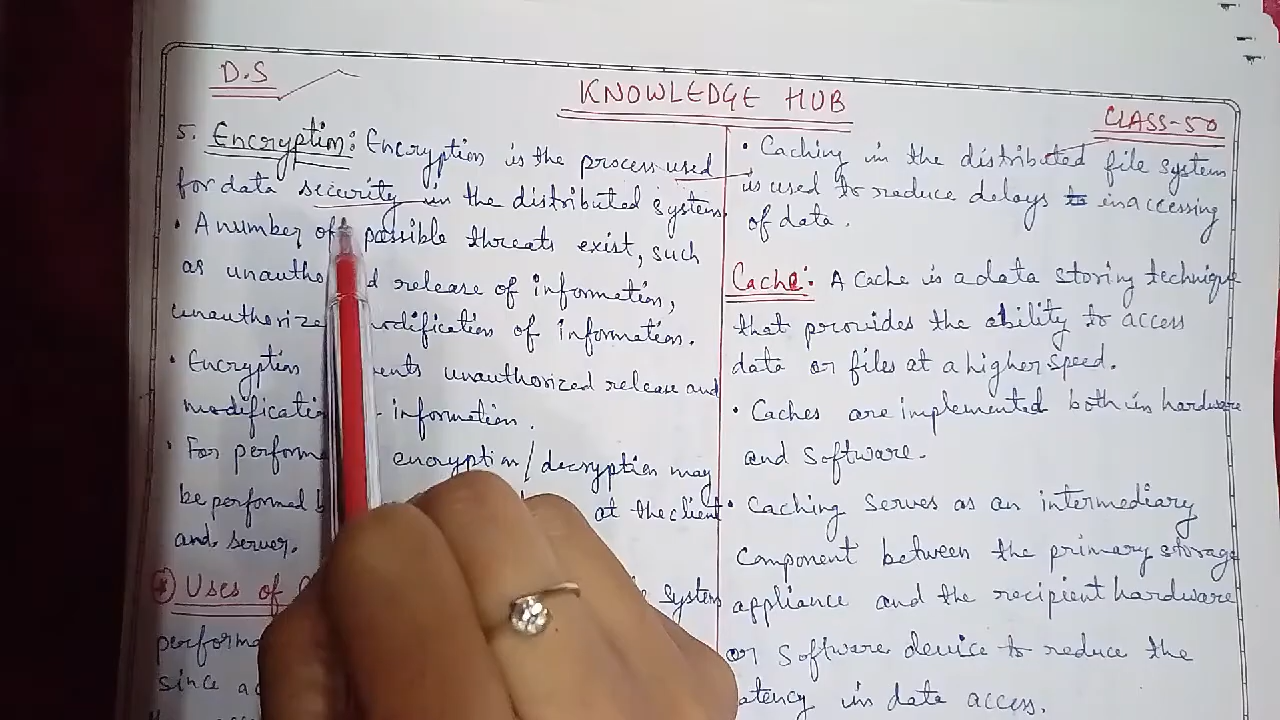 D.S
KNOWLEDGE HUB
CLASS-50
5. Encryption: Encryption is the process used
for data security in the distributed system.
• A number of possible threats exist, such
as unautho d release of information,
unauthorize modification of information.
• Encryption ents unauthorized release and
modificati information.
• For perform encryption/decryption may
be performed b at the client
and server.
Uses of system
performa
since a
• Caching in the distributed file system
is used to reduce delays in accessing
of data.
Cache: A Cache is a data storing technique
that provides the ability to access
data or files at a higher speed.
• Caches are implemented both in hardware
and software.
• Caching serves as an intermediary
component between the primary storage
appliance and the recipient hardware
or software device to reduce the
latency in data access.